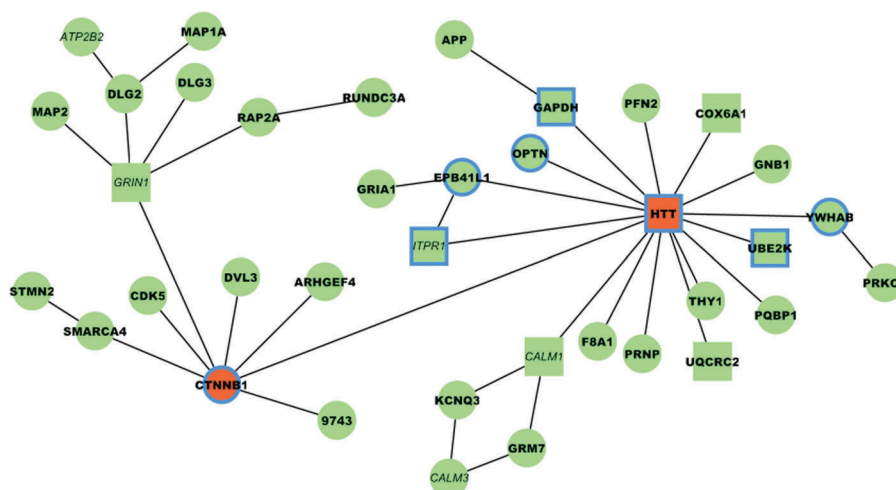 ATP2B2
MAP1A
APP
DLG2
DLG3
MAP2
RAP2A
RUNDC3A
GAPDH
PFN2
COX6A1
OPTN
GNB1
GRIN1
GRIA1
EPB41L1
HTT
YWHAB
ITPR1
UBE2K
STMN2
CDK5
DVL3
ARHGEF4
PRKC
THY1
PQBP1
SMARCA4
F8A1
PRNP
UQCRC2
CALM1
CTNNB1
KCNQ3
9743
GRM7
CALM3